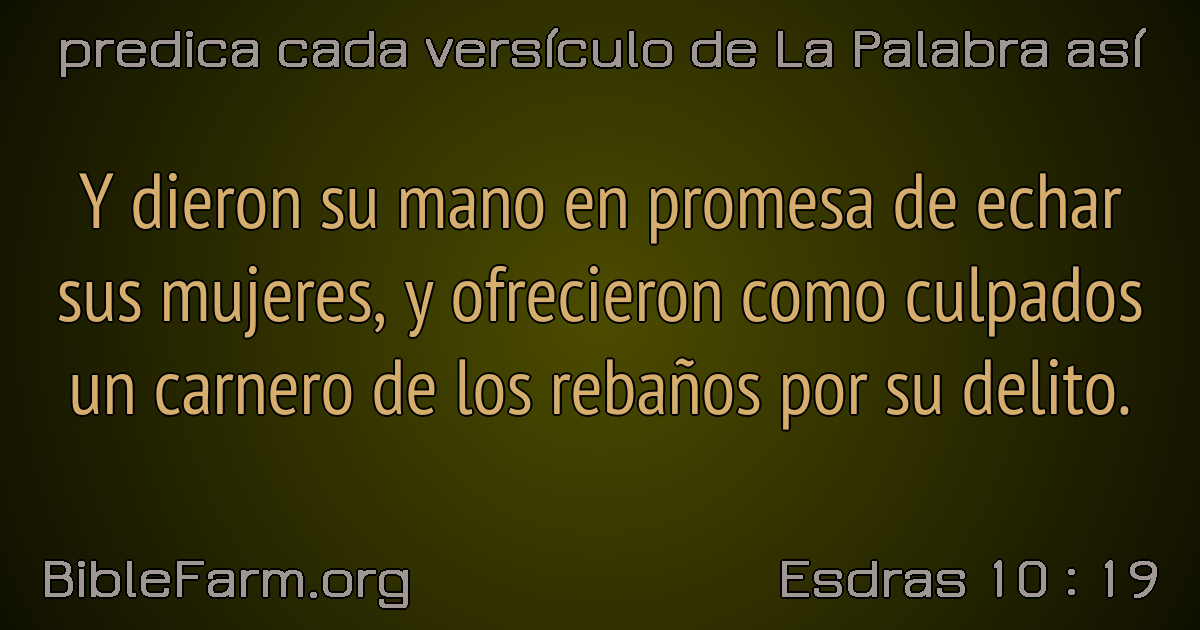 predica cada versículo de La Palabra así
Y dieron su mano en promesa de echar
sus mujeres, y ofrecieron como culpados
un carnero de los rebaños por su delito.
BibleFarm.org
Esdras 10 : 19